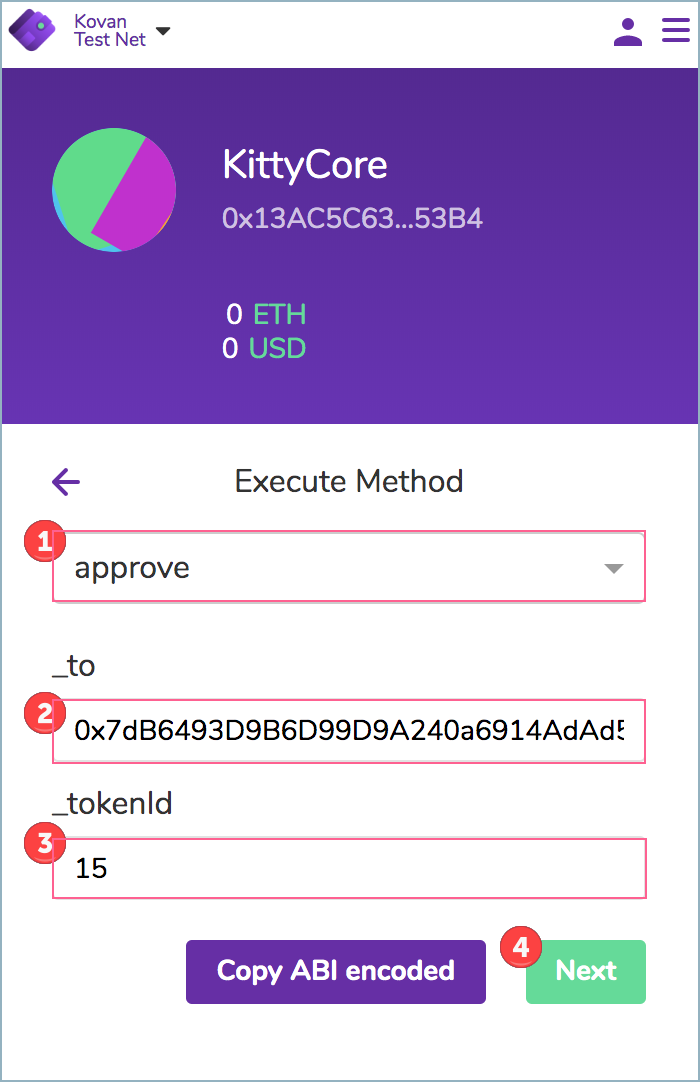 Kovan
Test Net
KittyCore
0x13AC5C63...53B4
0 ETH
0 USD
Execute Method
1
approve
_to
2
0x7dB6493D9B6D99D9A240a6914AdAd5
_tokenId
3
15
Copy ABI encoded
4
Next